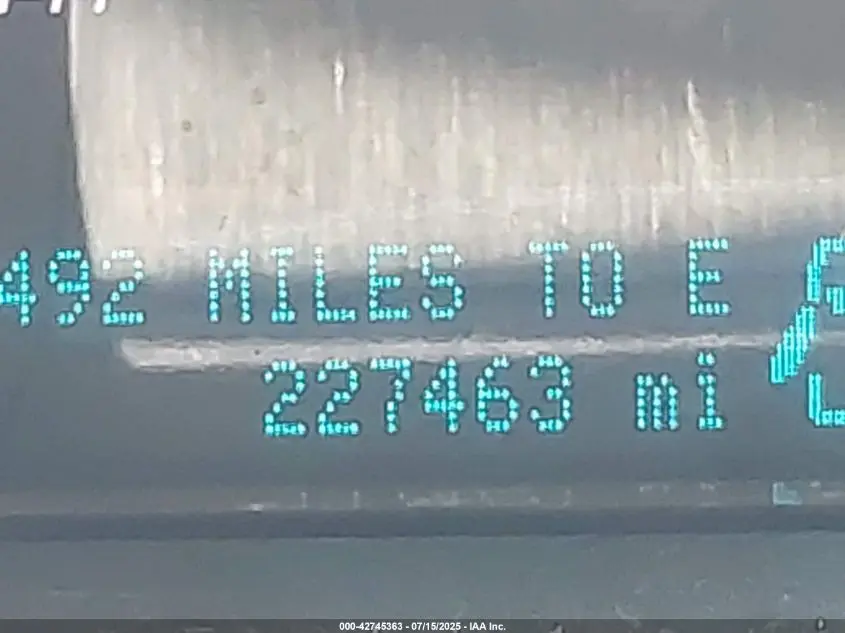 492 MILES TO E
227463 mi
000-42745363 - 07/15/2025 - IAA Inc.